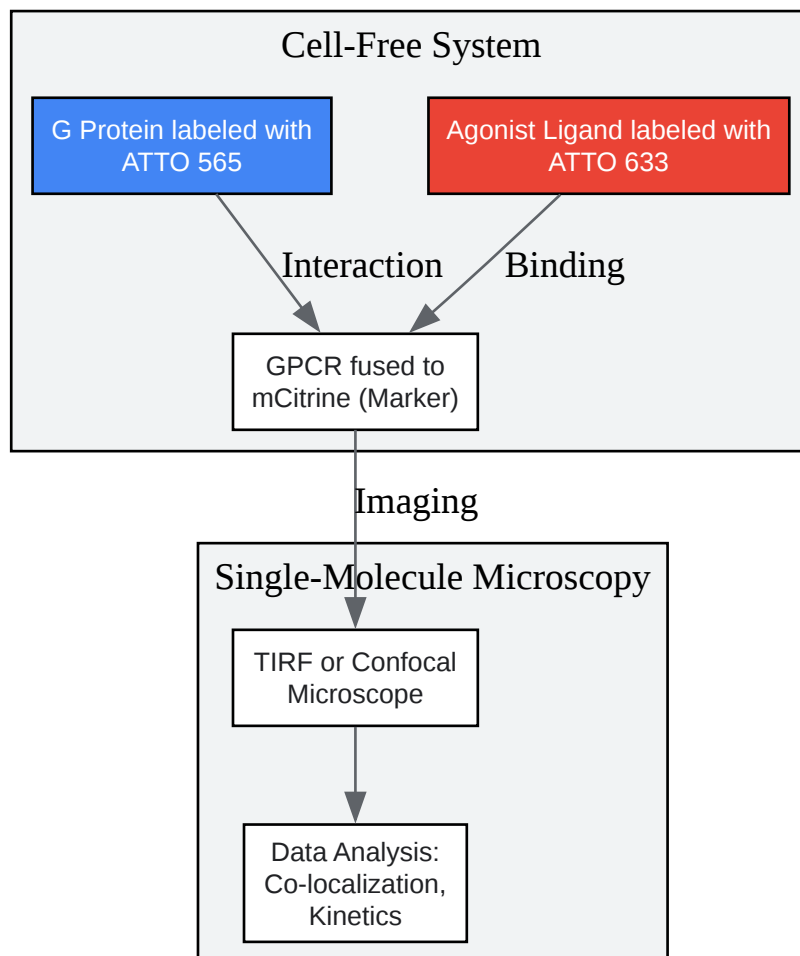 Cell-Free System
G Protein labeled with
ATTO 565
Agonist Ligand labeled with
ATTO 633
Interaction
Binding
GPCR fused to
mCitrine (Marker)
Imaging
Single-Molecule Microscopy
TIRF or Confocal
Microscope
Data Analysis:
Co-localization,
Kinetics